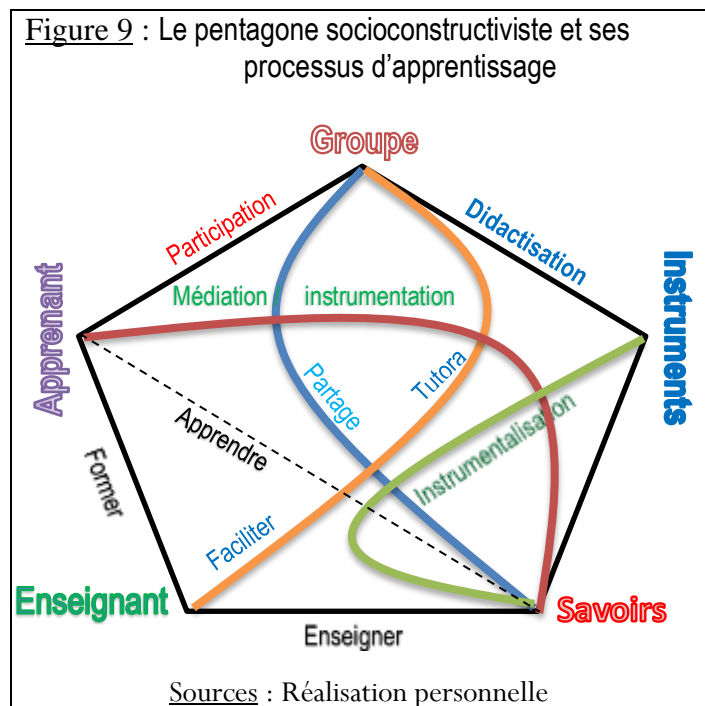 Figure 9 : Le pentagone socioconstructiviste et ses
processus d'apprentissage
Groupe
Participation
Didactisation
Médiation instrumentation
Apprenant
Instruments
Partage
Tutora
Apprendre
Instrumentalisation
Former
Faciliter
Enseignant
Savoirs
Enseigner
Sources : Réalisation personnelle